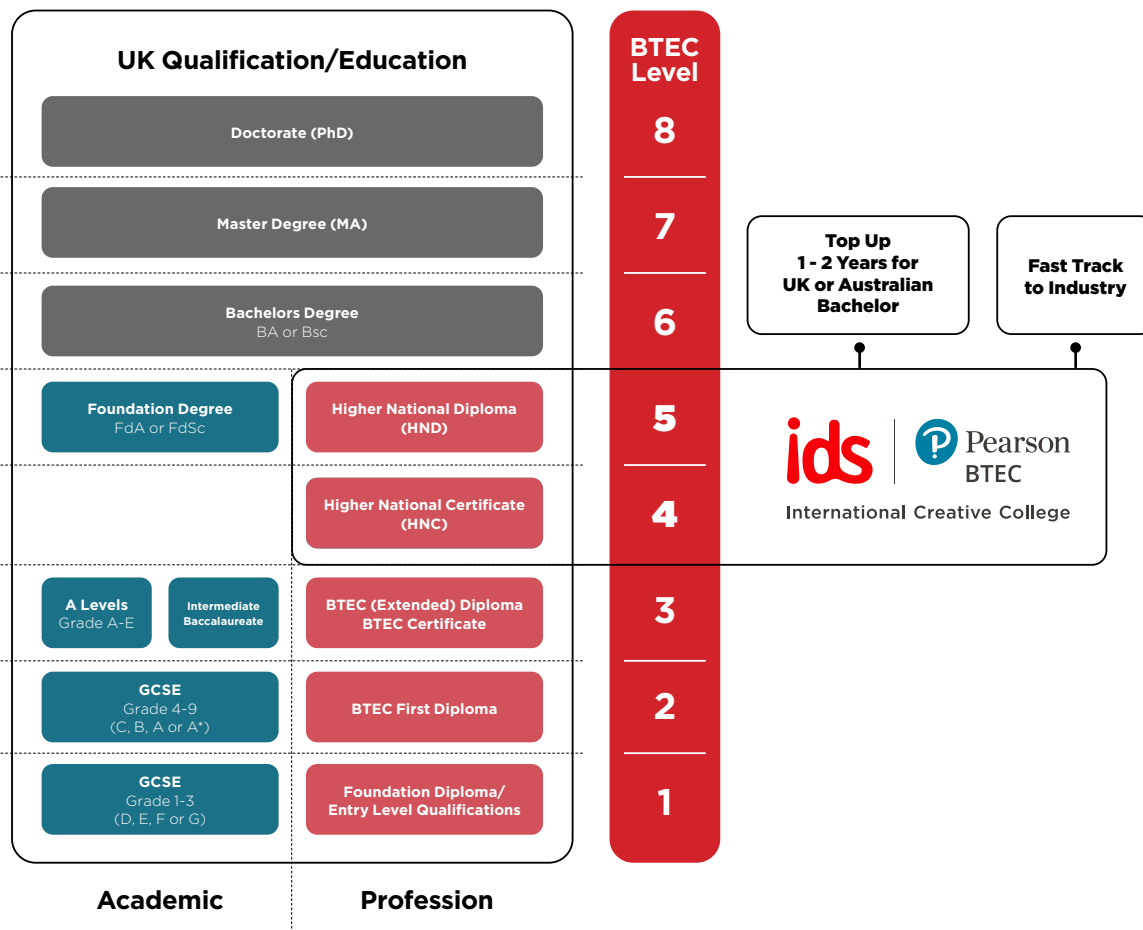 UK Qualification/Education
BTEC
Level
Doctorate (PhD)
8
Master Degree (MA)
7
Top Up
1 - 2 Years for
UK or Australian
Bachelor
Fast Track
to Industry
Bachelors Degree
BA or Bsc
6
Foundation Degree
FdA or FdSc
Higher National Diploma
(HND)
5
ids
Pearson
BTEC
International Creative College
Higher National Certificate
(HNC)
4
A Levels
Grade A-E
Intermediate
Baccalaureate
BTEC (Extended) Diploma
BTEC Certificate
3
GCSE
Grade 4-9
(C, B, A or A*)
BTEC First Diploma
2
GCSE
Grade 1-3
(D, E, F or G)
Foundation Diploma/
Entry Level Qualifications
1
Academic
Profession